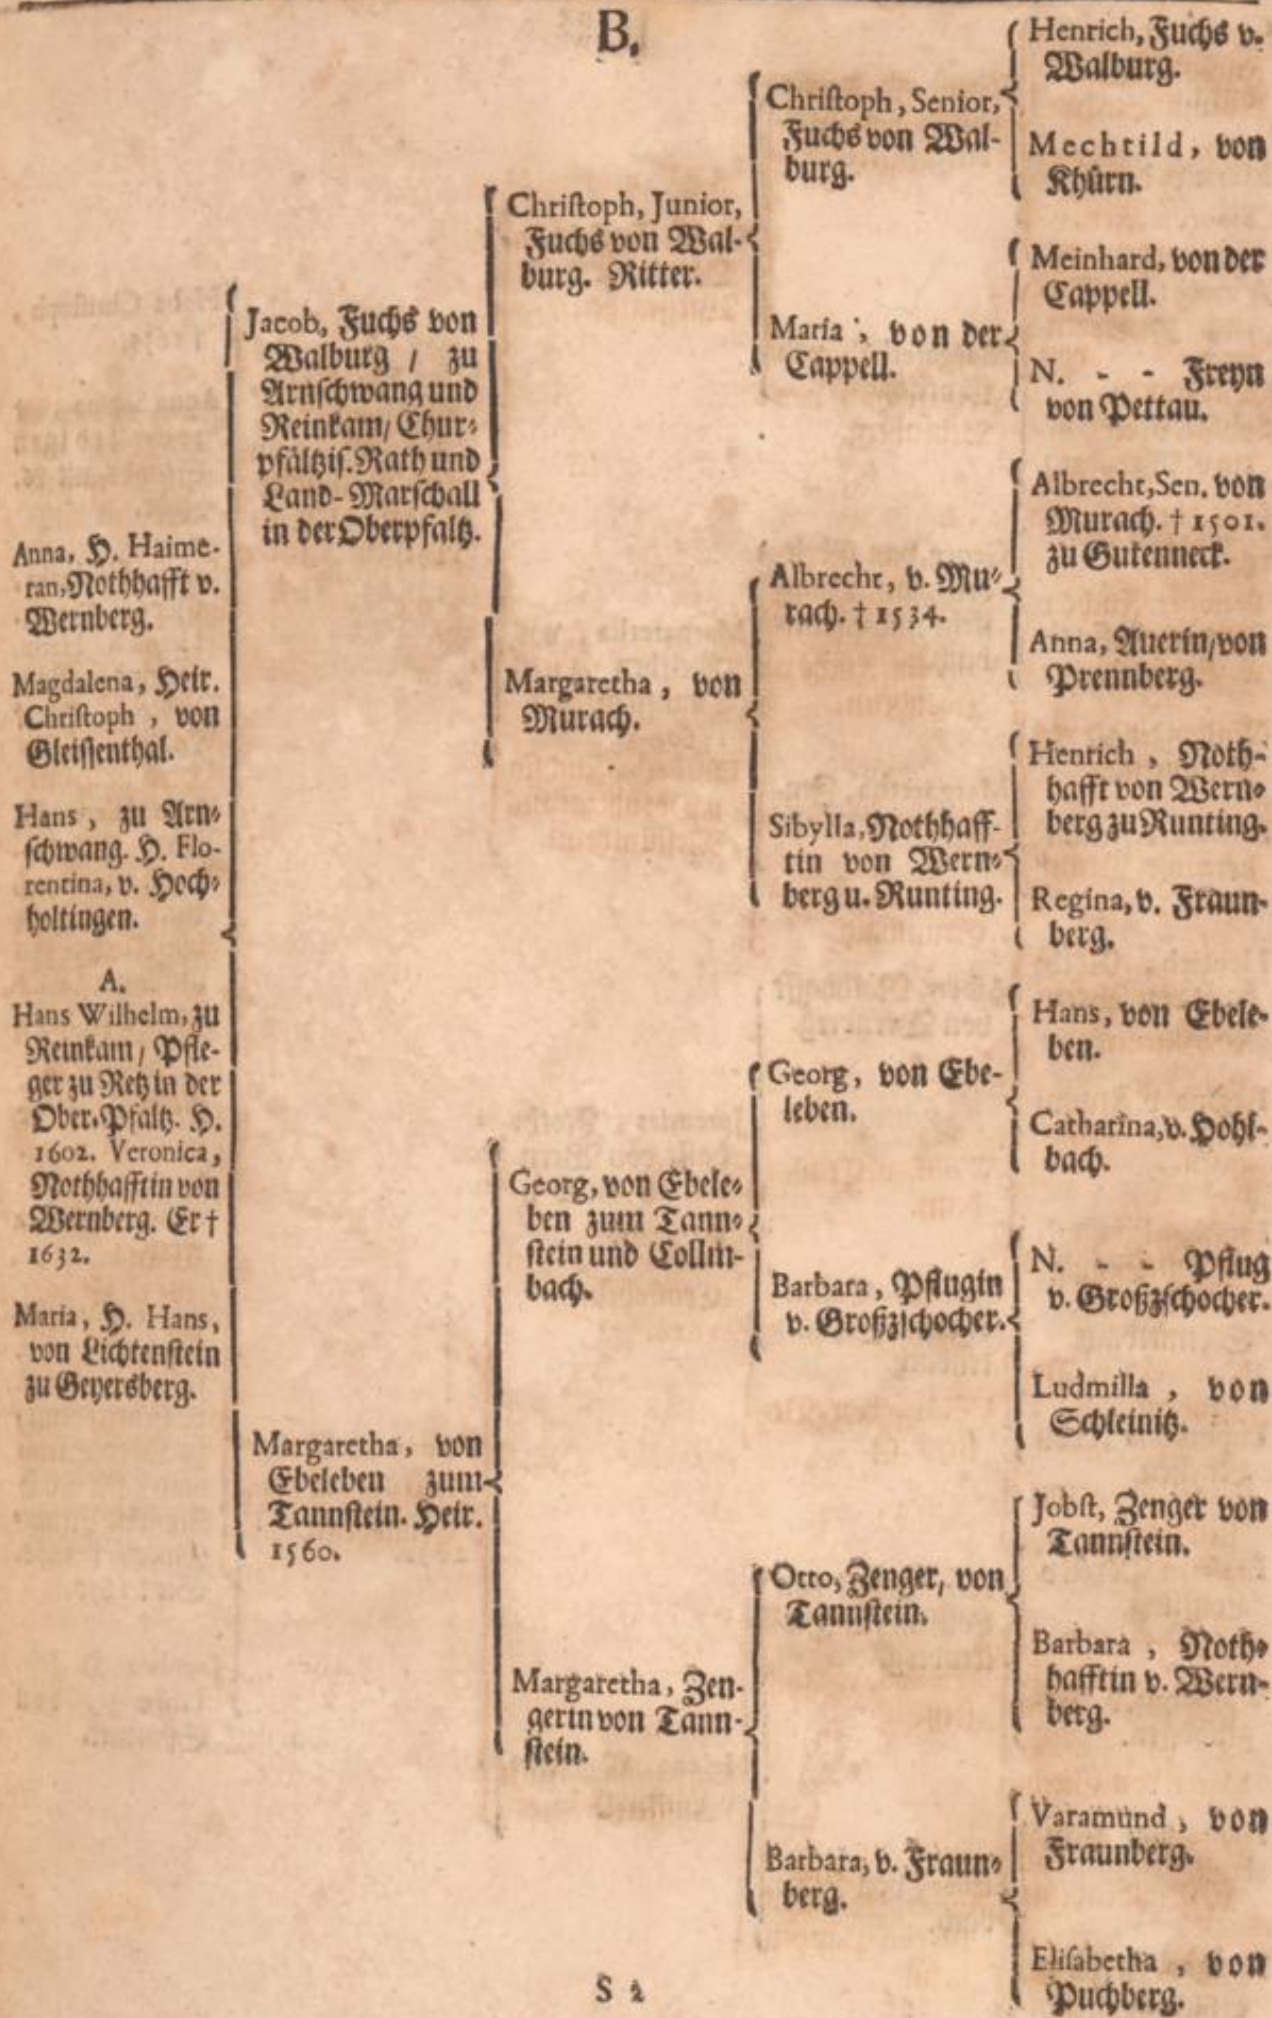 B.
Anna, H. Haime-
ran, Nothhafft v.
Wernberg.
Magdalena, Heir.
Christoph, von
Gleissenthal.
Hans, zu Arn-
schwang. H. Flo-
rentina, v. Hoch-
holtingen.
A.
Hans Wilhelm, zu
Reinkam / Pfle-
ger zu Retz in der
Ober-Pfaltz. H.
1602. Veronica,
Nothhafftin von
Wernberg. Er †
1632.
Maria, H. Hans,
von Lichtenstein
zu Geyersberg.
Jacob, Fuchs von
Walburg / zu
Arnschwang und
Reinkam / Chur-
pfältzis. Rath und
Land-Marschall
in der Oberpfaltz.
Margaretha, von
Ebeleben zum
Tannstein. Heir.
1560.
Christoph, Junior,
Fuchs von Wal-
burg. Ritter.
Margaretha, von
Murach.
Georg, von Ebele-
ben zum Tann-
stein und Collm-
bach.
Margaretha, Zen-
gerin von Tann-
stein.
Christoph, Senior,
Fuchs von Wal-
burg.
Maria, von der
Cappell.
Albrecht, v. Mu-
rach. † 1534.
Sibylla, Nothhaff-
tin von Wern-
berg u. Runting.
Georg, von Ebe-
leben.
Barbara, Pflugin
v. Großzschocher.
Otto, Zenger, von
Tannstein.
Barbara, v. Fraun-
berg.
Henrich, Fuchs v.
Walburg.
Mechtild, von
Khürn.
Meinhard, von der
Cappell.
N. - - Freyn
von Pettau.
Albrecht, Sen. von
Murach. † 1501.
zu Gutenneck.
Anna, Auerin / von
Prennberg.
Henrich, Noth-
hafft von Wern-
berg zu Runting.
Regina, v. Fraun-
berg.
Hans, von Ebele-
ben.
Catharina, v. Hohl-
bach.
N. - - Pflug
v. Großzschocher.
Ludmilla, von
Schleinitz.
Jobst, Zenger von
Tannstein.
Barbara, Noth-
hafftin v. Wern-
berg.
Varamund, von
Fraunberg.
Elisabetha, von
Puchberg.
S 2